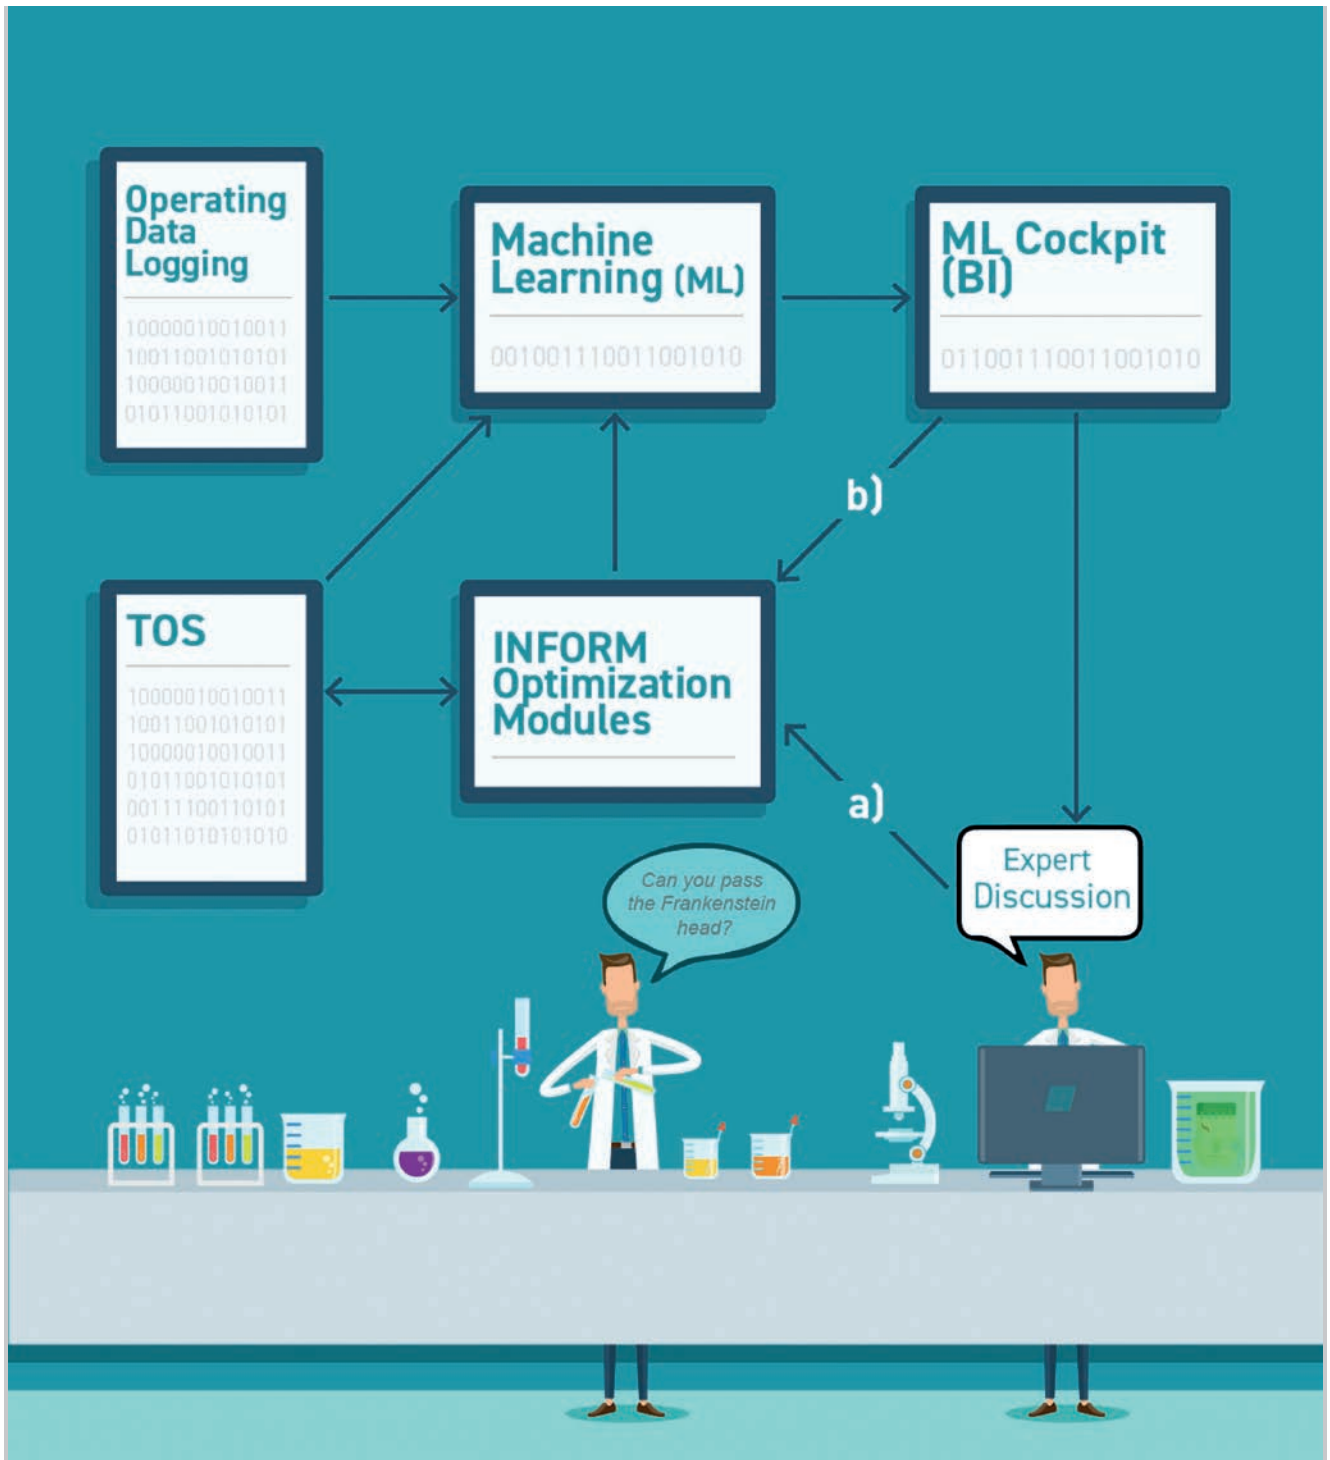 Operating
Data
Logging
10000010010011
10011001010101
10000010010011
01011001010101
Machine
Learning (ML)
001001110011001010
ML Cockpit
(BI)
011001110011001010
b)
TOS
10000010010011
10011001010101
10000010010011
01011001010101
00111100110101
01011010101010
INFORM
Optimization
Modules
a)
Expert
Discussion
Can you pass
the Frankenstein
head?